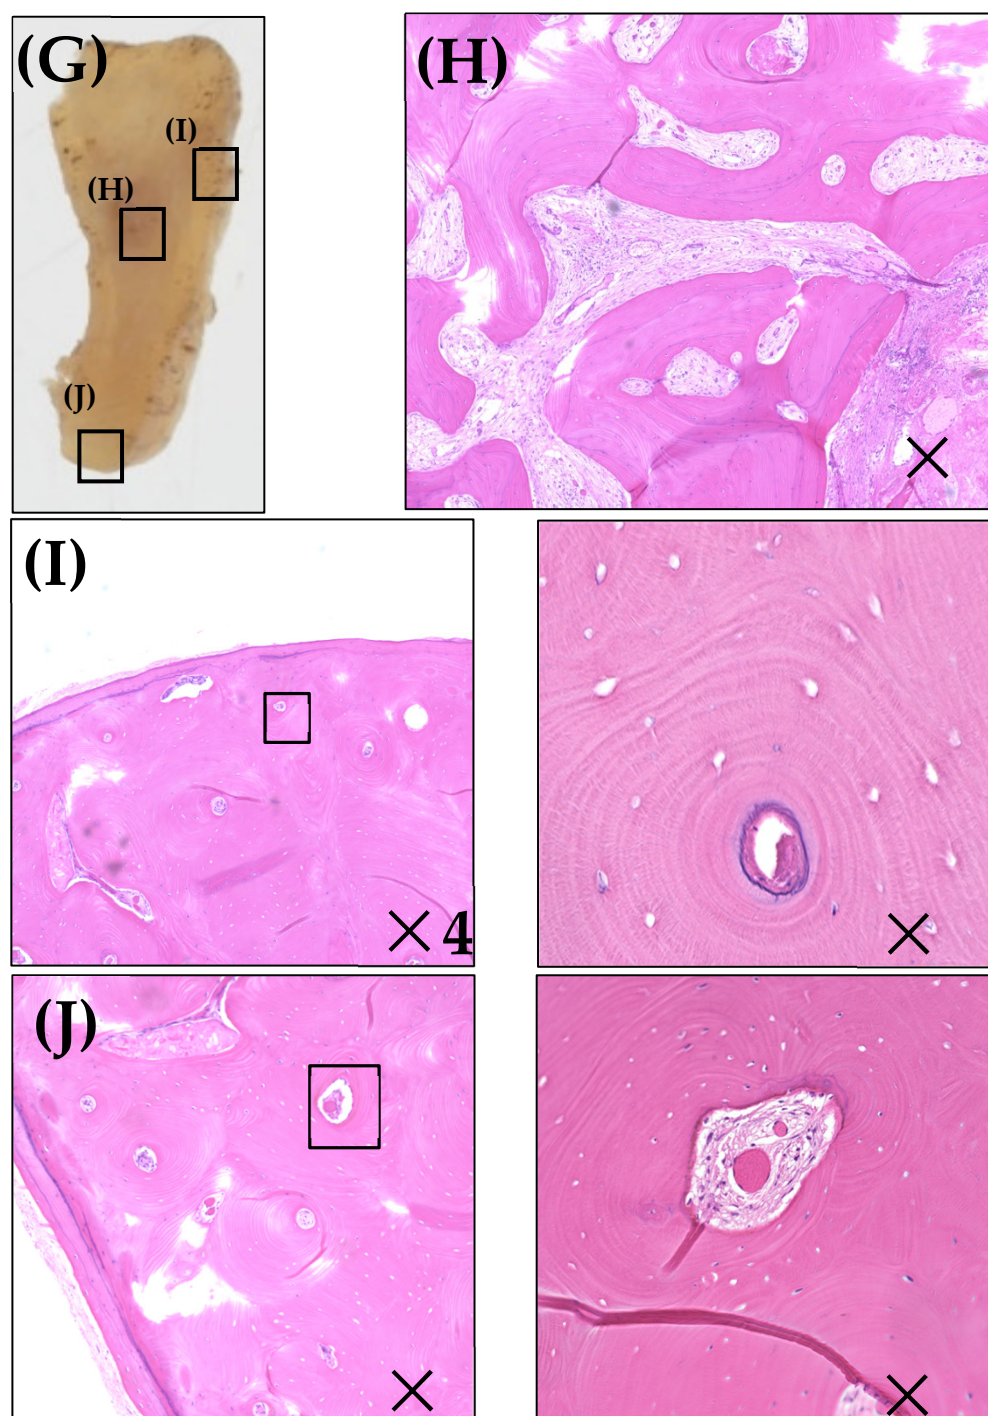 (G)
(I)
(H)
(J)
(H)
×
(I)
× 4
×
(J)
×
×